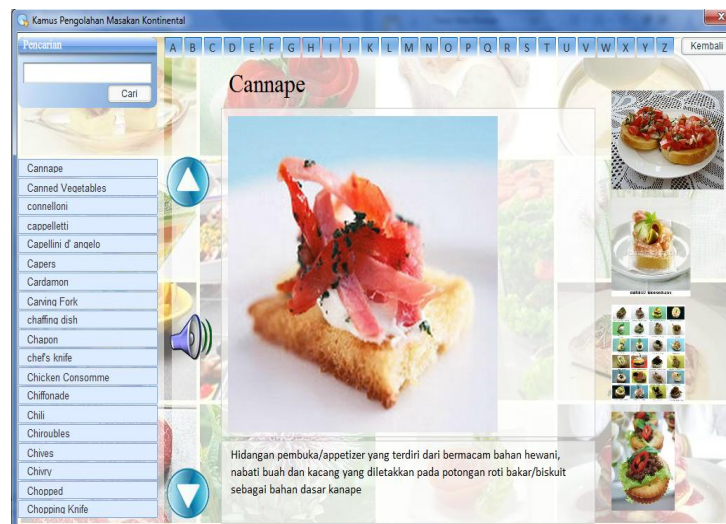 Kamus Pengolahan Masakan Kontinental
Pencarian
A B C D E F G H I J K L M N O P Q R S T U V W X Y Z
Kembali
Cari
Cannape
Cannape
Canned Vegetables
connelloni
cappelletti
Capellini d' angelo
Capers
Cardamon
Carving Fork
chaffing dish
Chapon
chefs knife
Chicken Consomme
Chiffonade
Chili
Chiroubles
Chives
Chivry
Chopped
Chopping Knife
Hidangan pembuka/appetizer yang terdiri dari bermacam bahan hewani,
nabati buah dan kacang yang diletakkan pada potongan roti bakar/biskuit
sebagai bahan dasar kanape